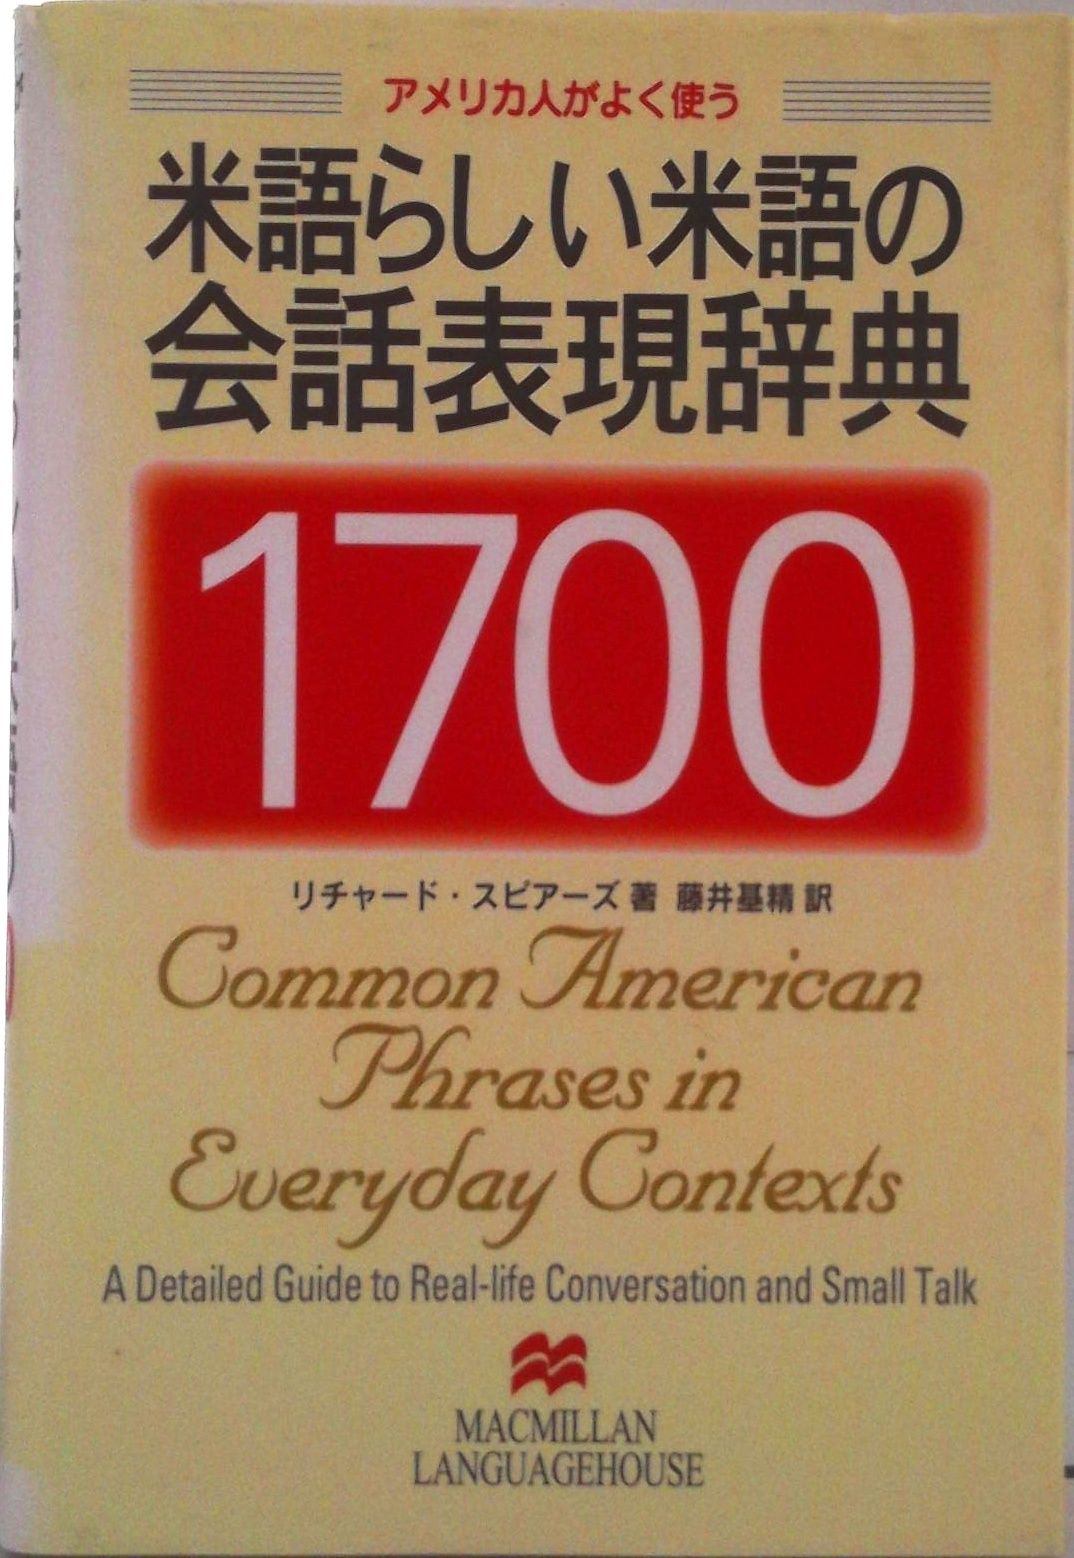 アメリカ人がよく使う
米語らしい米語の
会話表現辞典
1700
リチャード・スピアーズ 著 藤井基精 訳
Common American
Phrases in
Everyday Contexts
A Detailed Guide to Real-life Conversation and Small Talk
MACMILLAN
LANGUAGEHOUSE